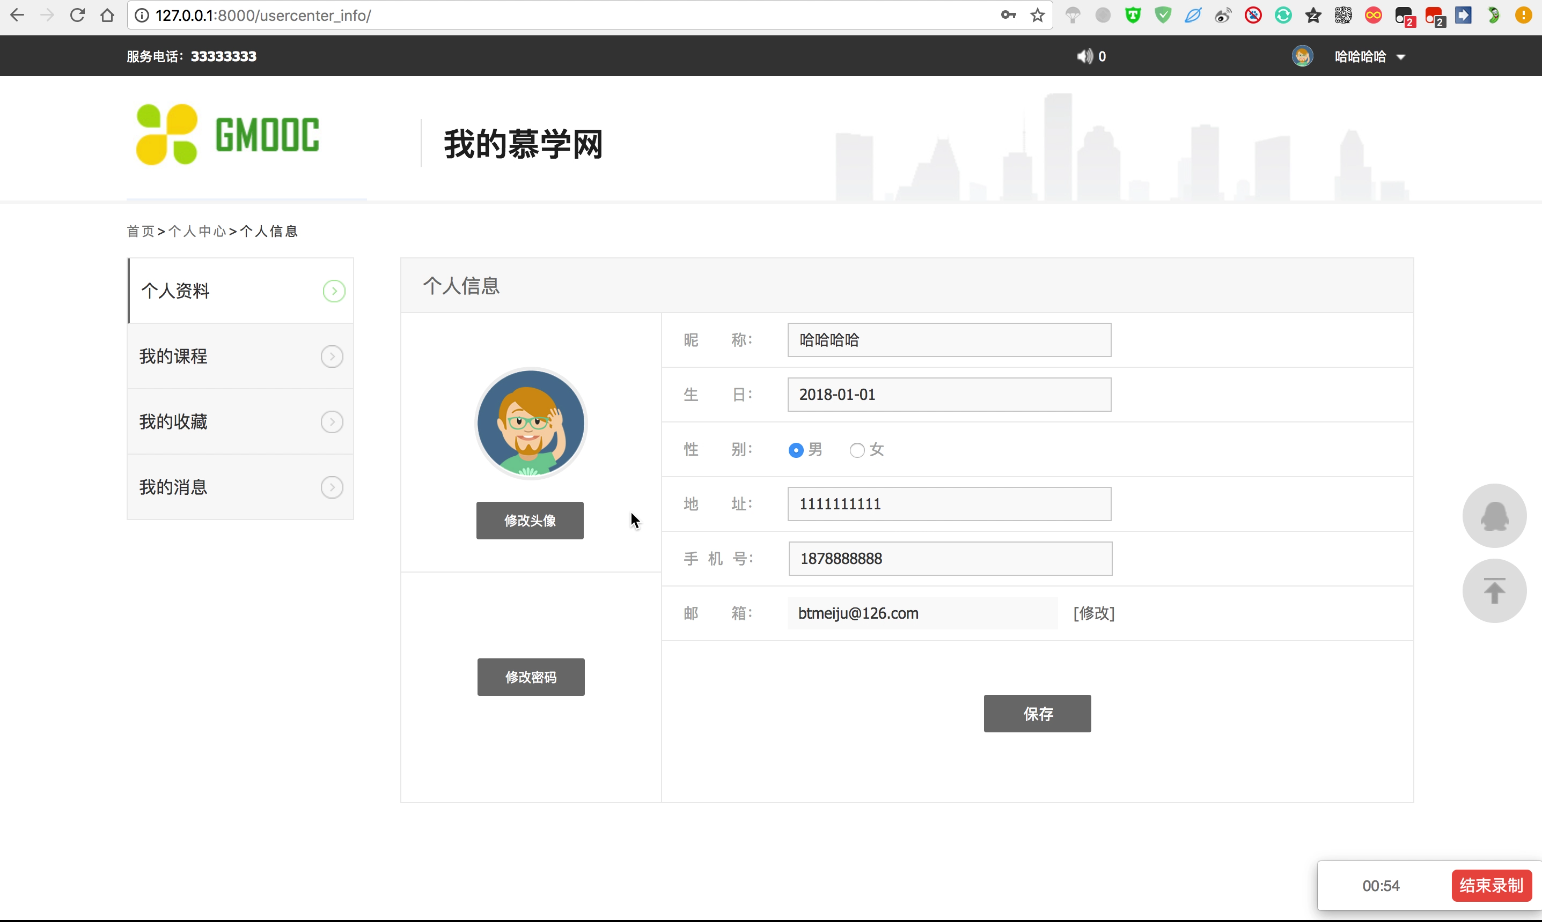 127.0.0.1:8000/usercenter_info/
服务电话：33333333
0
哈哈哈哈
GMOOC
我的慕学网
首页>个人中心>个人信息
个人资料
我的课程
我的收藏
我的消息
个人信息
修改头像
修改密码
昵 称： 哈哈哈哈
生 日： 2018-01-01
性 别： 男 女
地 址： 1111111111
手 机 号： 1878888888
邮 箱： btmeiju@126.com [修改]
保存
00:54 结束录制